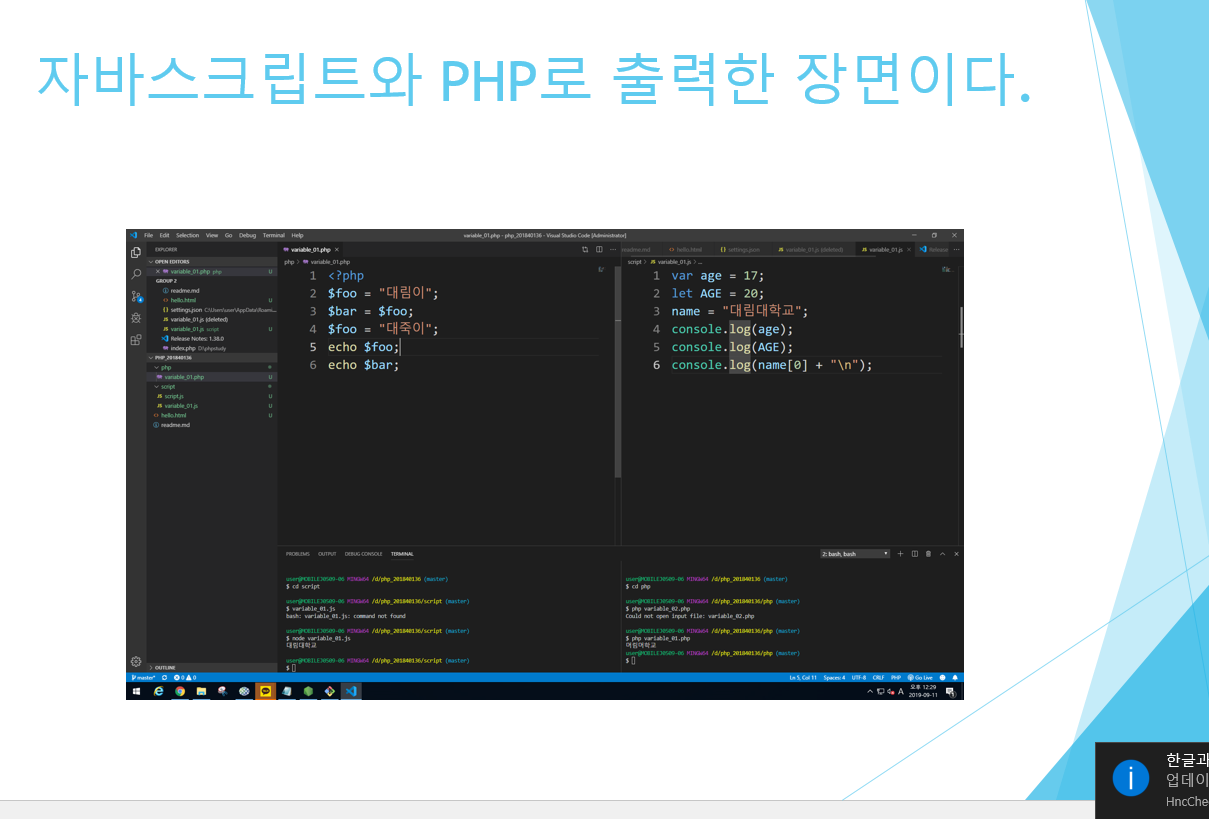 자바스크립트와 PHP로 출력한 장면이다.
File Edit Selection View Go Debug Terminal Help
variable_01.php - php_201840136 - Visual Studio Code [Administrator]
EXPLORER
OPEN EDITORS
variable_01.php php U
GROUP 2
readme.md
hello.html U
settings.json C:\Users\user\AppData\Roam...
variable_01.js (deleted)
variable_01.js script U
Release Notes: 1.38.0
index.php D:\phpstudy
PHP_201840136
php
variable_01.php U
script
script.js U
variable_01.js U
hello.html U
readme.md
OUTLINE
variable_01.php
php > variable_01.php
1 <?php
2 $foo = "대림이";
3 $bar = $foo;
4 $foo = "대죽이";
5 echo $foo;
6 echo $bar;
readme.md hello.html settings.json variable_01.js (deleted) variable_01.js Release
script > variable_01.js > ...
1 var age = 17;
2 let AGE = 20;
3 name = "대림대학교";
4 console.log(age);
5 console.log(AGE);
6 console.log(name[0] + "\n");
PROBLEMS OUTPUT DEBUG CONSOLE TERMINAL
2: bash, bash
user@MOBILE30509-06 MINGW64 /d/php_201840136 (master)
$ cd script
user@MOBILE30509-06 MINGW64 /d/php_201840136/script (master)
$ variable_01.js
bash: variable_01.js: command not found
user@MOBILE30509-06 MINGW64 /d/php_201840136/script (master)
$ node variable_01.js
대림대학교
user@MOBILE30509-06 MINGW64 /d/php_201840136/script (master)
$
user@MOBILE30509-06 MINGW64 /d/php_201840136 (master)
$ cd php
user@MOBILE30509-06 MINGW64 /d/php_201840136/php (master)
$ php variable_02.php
Could not open input file: variable_02.php
user@MOBILE30509-06 MINGW64 /d/php_201840136/php (master)
$ php variable_01.php
user@MOBILE30509-06 MINGW64 /d/php_201840136/php (master)
$
master* 0 0
Ln 5, Col 11 Spaces: 4 UTF-8 CRLF PHP Go Live
A 오후 12:29
2019-09-11
한글과
업데이
HncChe